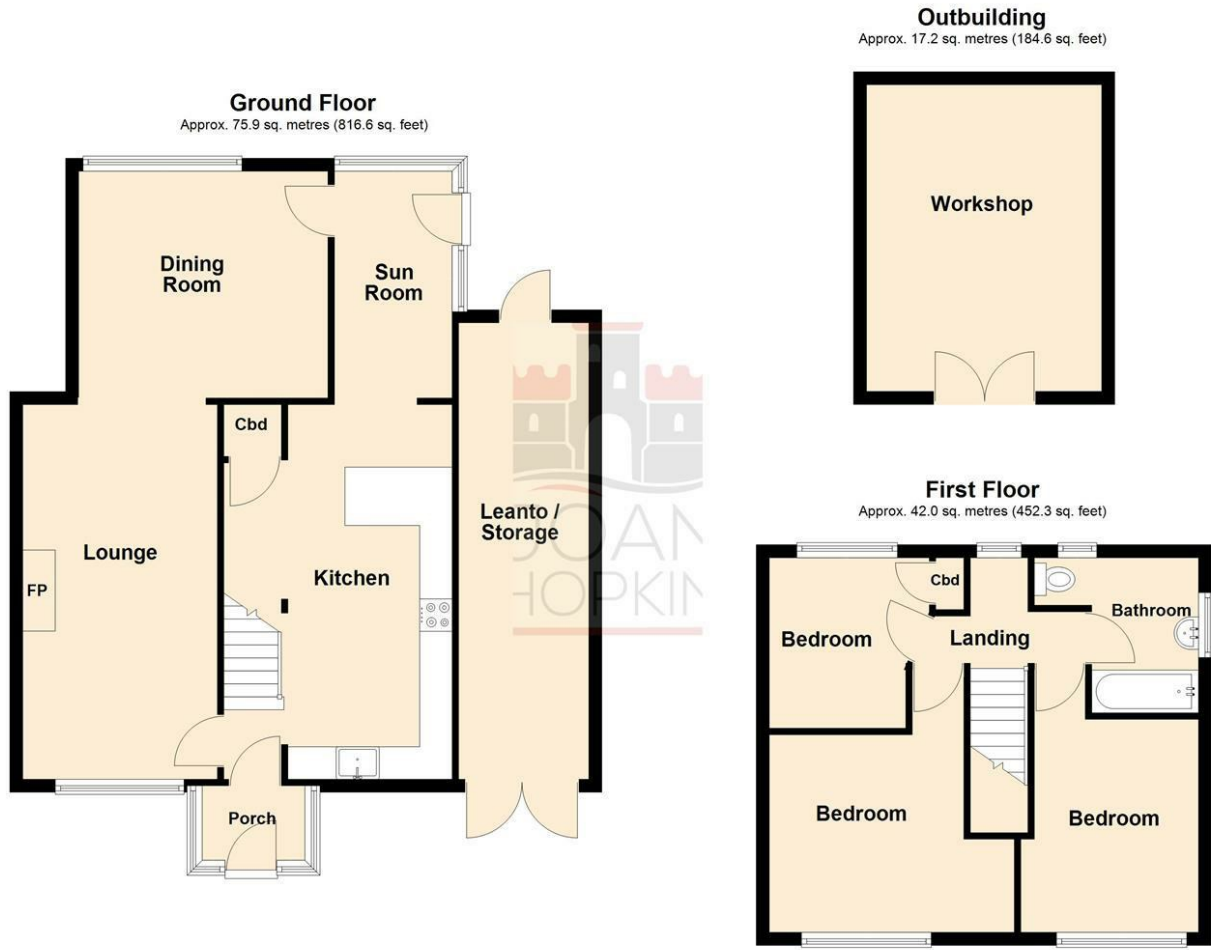 Outbuilding
Approx. 17.2 sq. metres (184.6 sq. feet)
Workshop
Ground Floor
Approx. 75.9 sq. metres (816.6 sq. feet)
Dining
Room
Sun
Room
Cbd
Lounge
FP
Kitchen
Leanto /
Storage
Porch
JOAN
HOPKIN
First Floor
Approx. 42.0 sq. metres (452.3 sq. feet)
Cbd
Bedroom
Landing
Bathroom
Bedroom
Bedroom